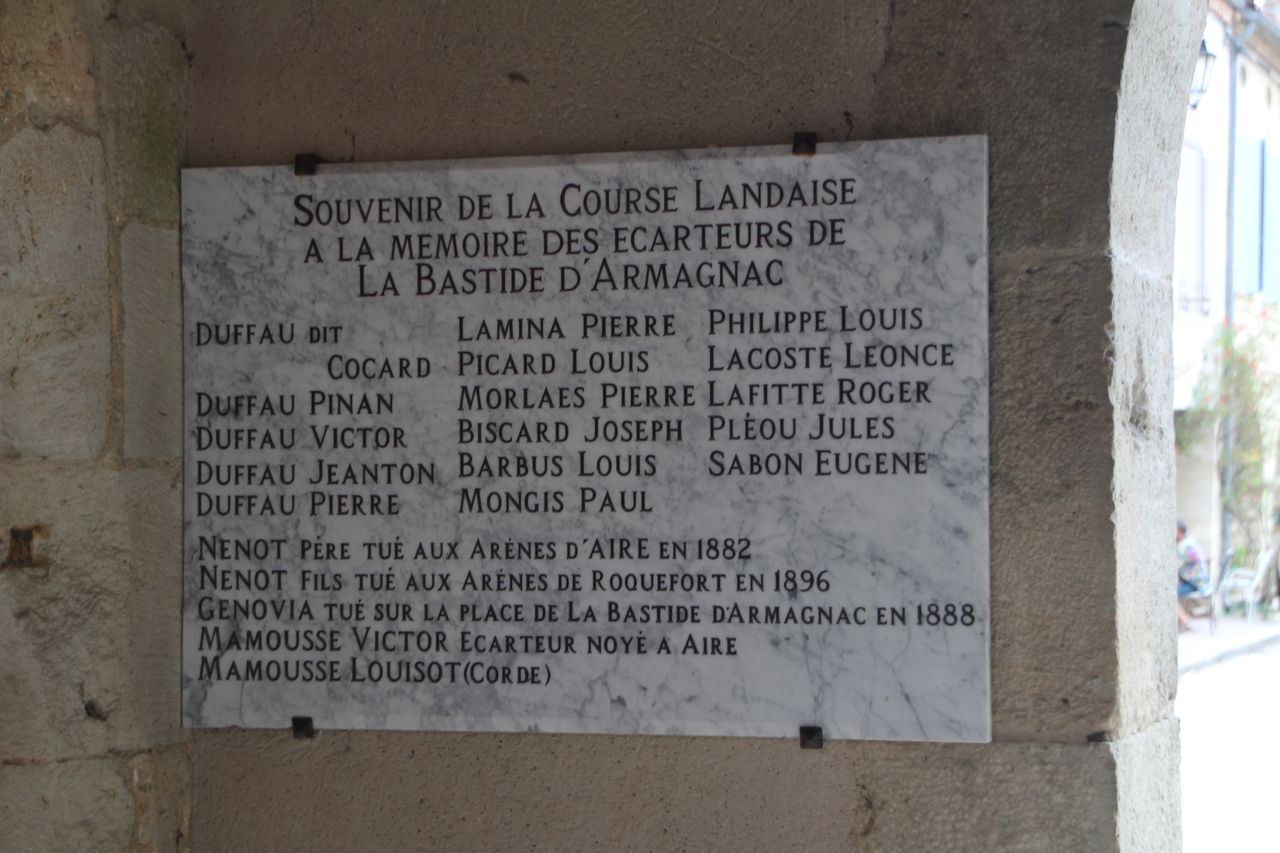 SOUVENIR DE LA COURSE LANDAISE
A LA MEMOIRE DES ECARTEURS DE
LA BASTIDE D'ARMAGNAC
DUFFAU DIT
COCARD
DUFFAU PINAN
DUFFAU VICTOR
DUFFAU JEANTON
DUFFAU PIERRE
LAMINA PIERRE
PICARD LOUIS
MORLAES PIERRE
BISCARD JOSEPH
BARBUS LOUIS
MONGIS PAUL
PHILIPPE LOUIS
LACOSTE LEONCE
LAFITTE ROGER
PLÉOU JULES
SABON EUGENE
NENOT PÈRE TUÉ AUX ARÈNES D'AIRE EN 1882
NENOT FILS TUÉ AUX ARÈNES DE ROQUEFORT EN 1896
GENOVIA TUÉ SUR LA PLACE DE LA BASTIDE D'ARMAGNAC EN 1888
MAMOUSSE VICTOR ECARTEUR NOYÉ A AIRE
MAMOUSSE LOUISOT (CORDE)